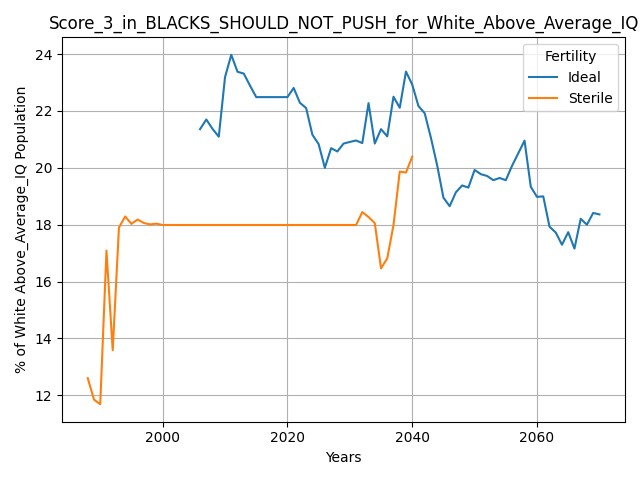 Score_3_in_BLACKS_SHOULD_NOT_PUSH_for_White_Above_Average_IQ
Fertility
Ideal
Sterile
% of White Above_Average_IQ Population
24
22
20
18
16
14
12
2000 2020 2040 2060
Years